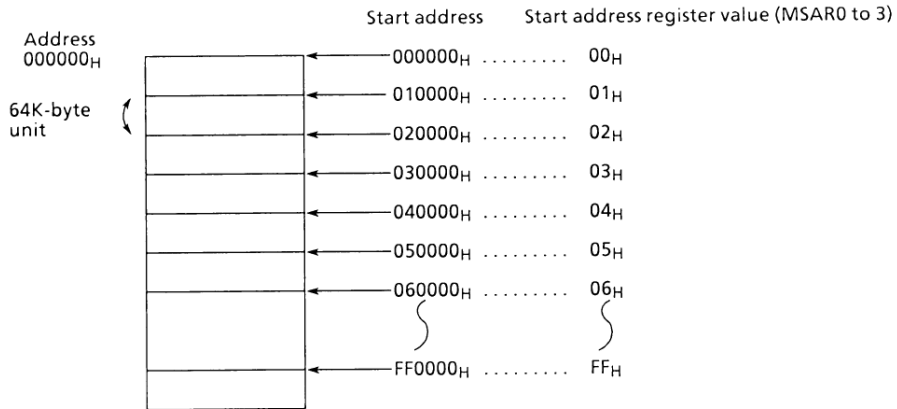 Start address Start address register value (MSAR0 to 3)
Address
000000H
000000H ......... 00H
010000H ......... 01H
64K-byte
unit
020000H ......... 02H
030000H ......... 03H
040000H ......... 04H
050000H ......... 05H
060000H ......... 06H
FF0000H ......... FFH